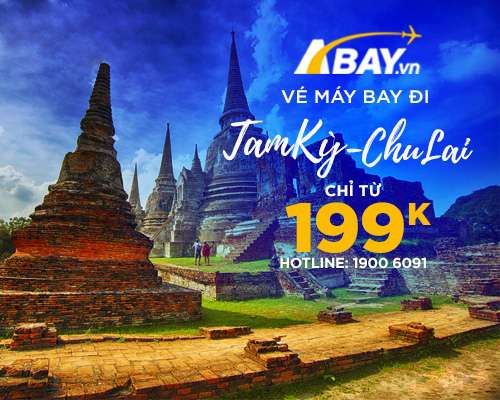 ABAY.vn
VÉ MÁY BAY ĐI
TamKỳ-ChuLai
CHỈ TỪ
199K
HOTLINE: 1900 6091